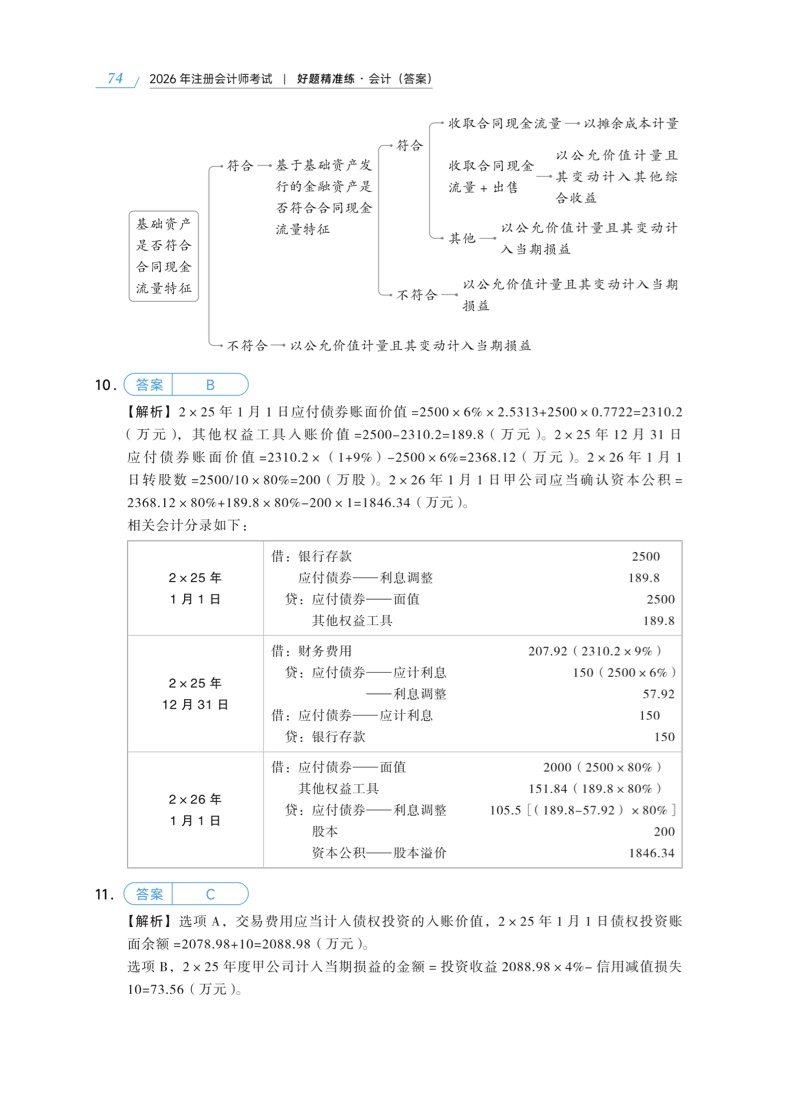 74 2026 年注册会计师考试 | 好题精准练·会计（答案）
基础资产
是否符合
合同现金
流量特征
符合
基于基础资产发
行的金融资产是
否符合合同现金
流量特征
符合
收取合同现金流量
以摊余成本计量
收取合同现金
流量 + 出售
以公允价值计量且
其变动计入其他综
合收益
其他
以公允价值计量且其变动计
入当期损益
不符合
以公允价值计量且其变动计入当期
损益
不符合
以公允价值计量且其变动计入当期损益
10. 答案 B
【解析】2×25 年 1 月 1 日应付债券账面价值 =2500×6%×2.5313+2500×0.7722=2310.2
（万元），其他权益工具入账价值 =2500-2310.2=189.8（万元）。2×25 年 12 月 31 日
应付债券账面价值 =2310.2×（1+9%）-2500×6%=2368.12（万元）。2×26 年 1 月 1
日转股数 =2500/10×80%=200（万股）。2×26 年 1 月 1 日甲公司应当确认资本公积 =
2368.12×80%+189.8×80%-200×1=1846.34（万元）。
相关会计分录如下：
2×25 年
1 月 1 日
借：银行存款 2500
应付债券——利息调整 189.8
贷：应付债券——面值 2500
其他权益工具 189.8
2×25 年
12 月 31 日
借：财务费用 207.92（2310.2×9%）
贷：应付债券——应计利息 150（2500×6%）
——利息调整 57.92
借：应付债券——应计利息 150
贷：银行存款 150
2×26 年
1 月 1 日
借：应付债券——面值 2000（2500×80%）
其他权益工具 151.84（189.8×80%）
贷：应付债券——利息调整 105.5［（189.8-57.92）×80%］
股本 200
资本公积——股本溢价 1846.34
11. 答案 C
【解析】选项 A，交易费用应当计入债权投资的入账价值，2×25 年 1 月 1 日债权投资账
面余额 =2078.98+10=2088.98（万元）。
选项 B，2×25 年度甲公司计入当期损益的金额 = 投资收益 2088.98×4%- 信用减值损失
10=73.56（万元）。